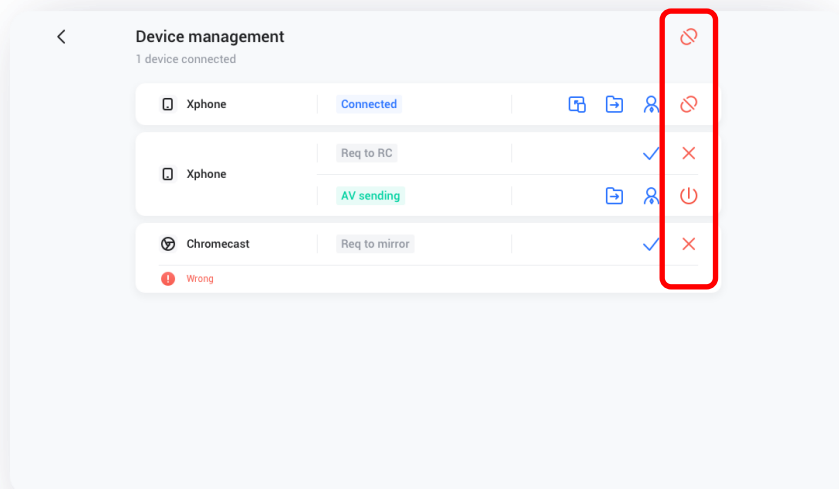 Device management
1 device connected
Xphone Connected
Req to RC
Xphone
AV sending
Chromecast Req to mirror
Wrong